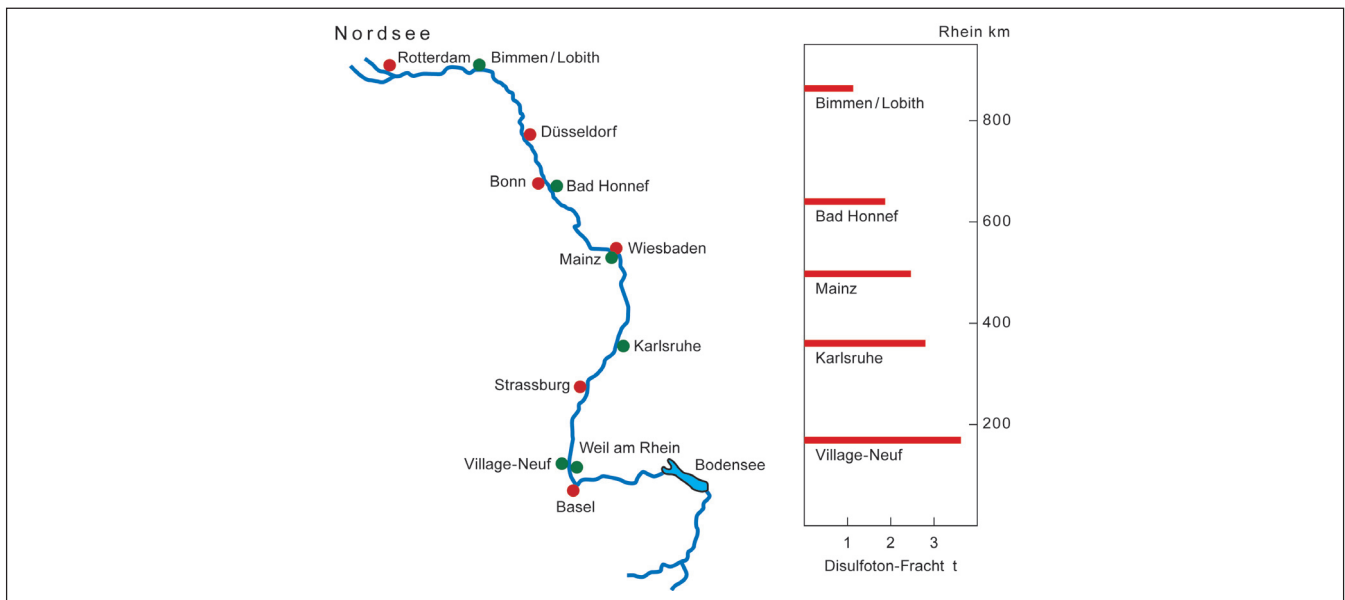 Nordsee
Rotterdam
Bimmen/Lobith
Düsseldorf
Bonn
Bad Honnef
Wiesbaden
Mainz
Karlsruhe
Strassburg
Weil am Rhein
Village-Neuf
Bodensee
Basel
Rhein km
Bimmen/Lobith
800
Bad Honnef
600
Mainz
400
Karlsruhe
200
Village-Neuf
1 2 3
Disulfoton-Fracht t